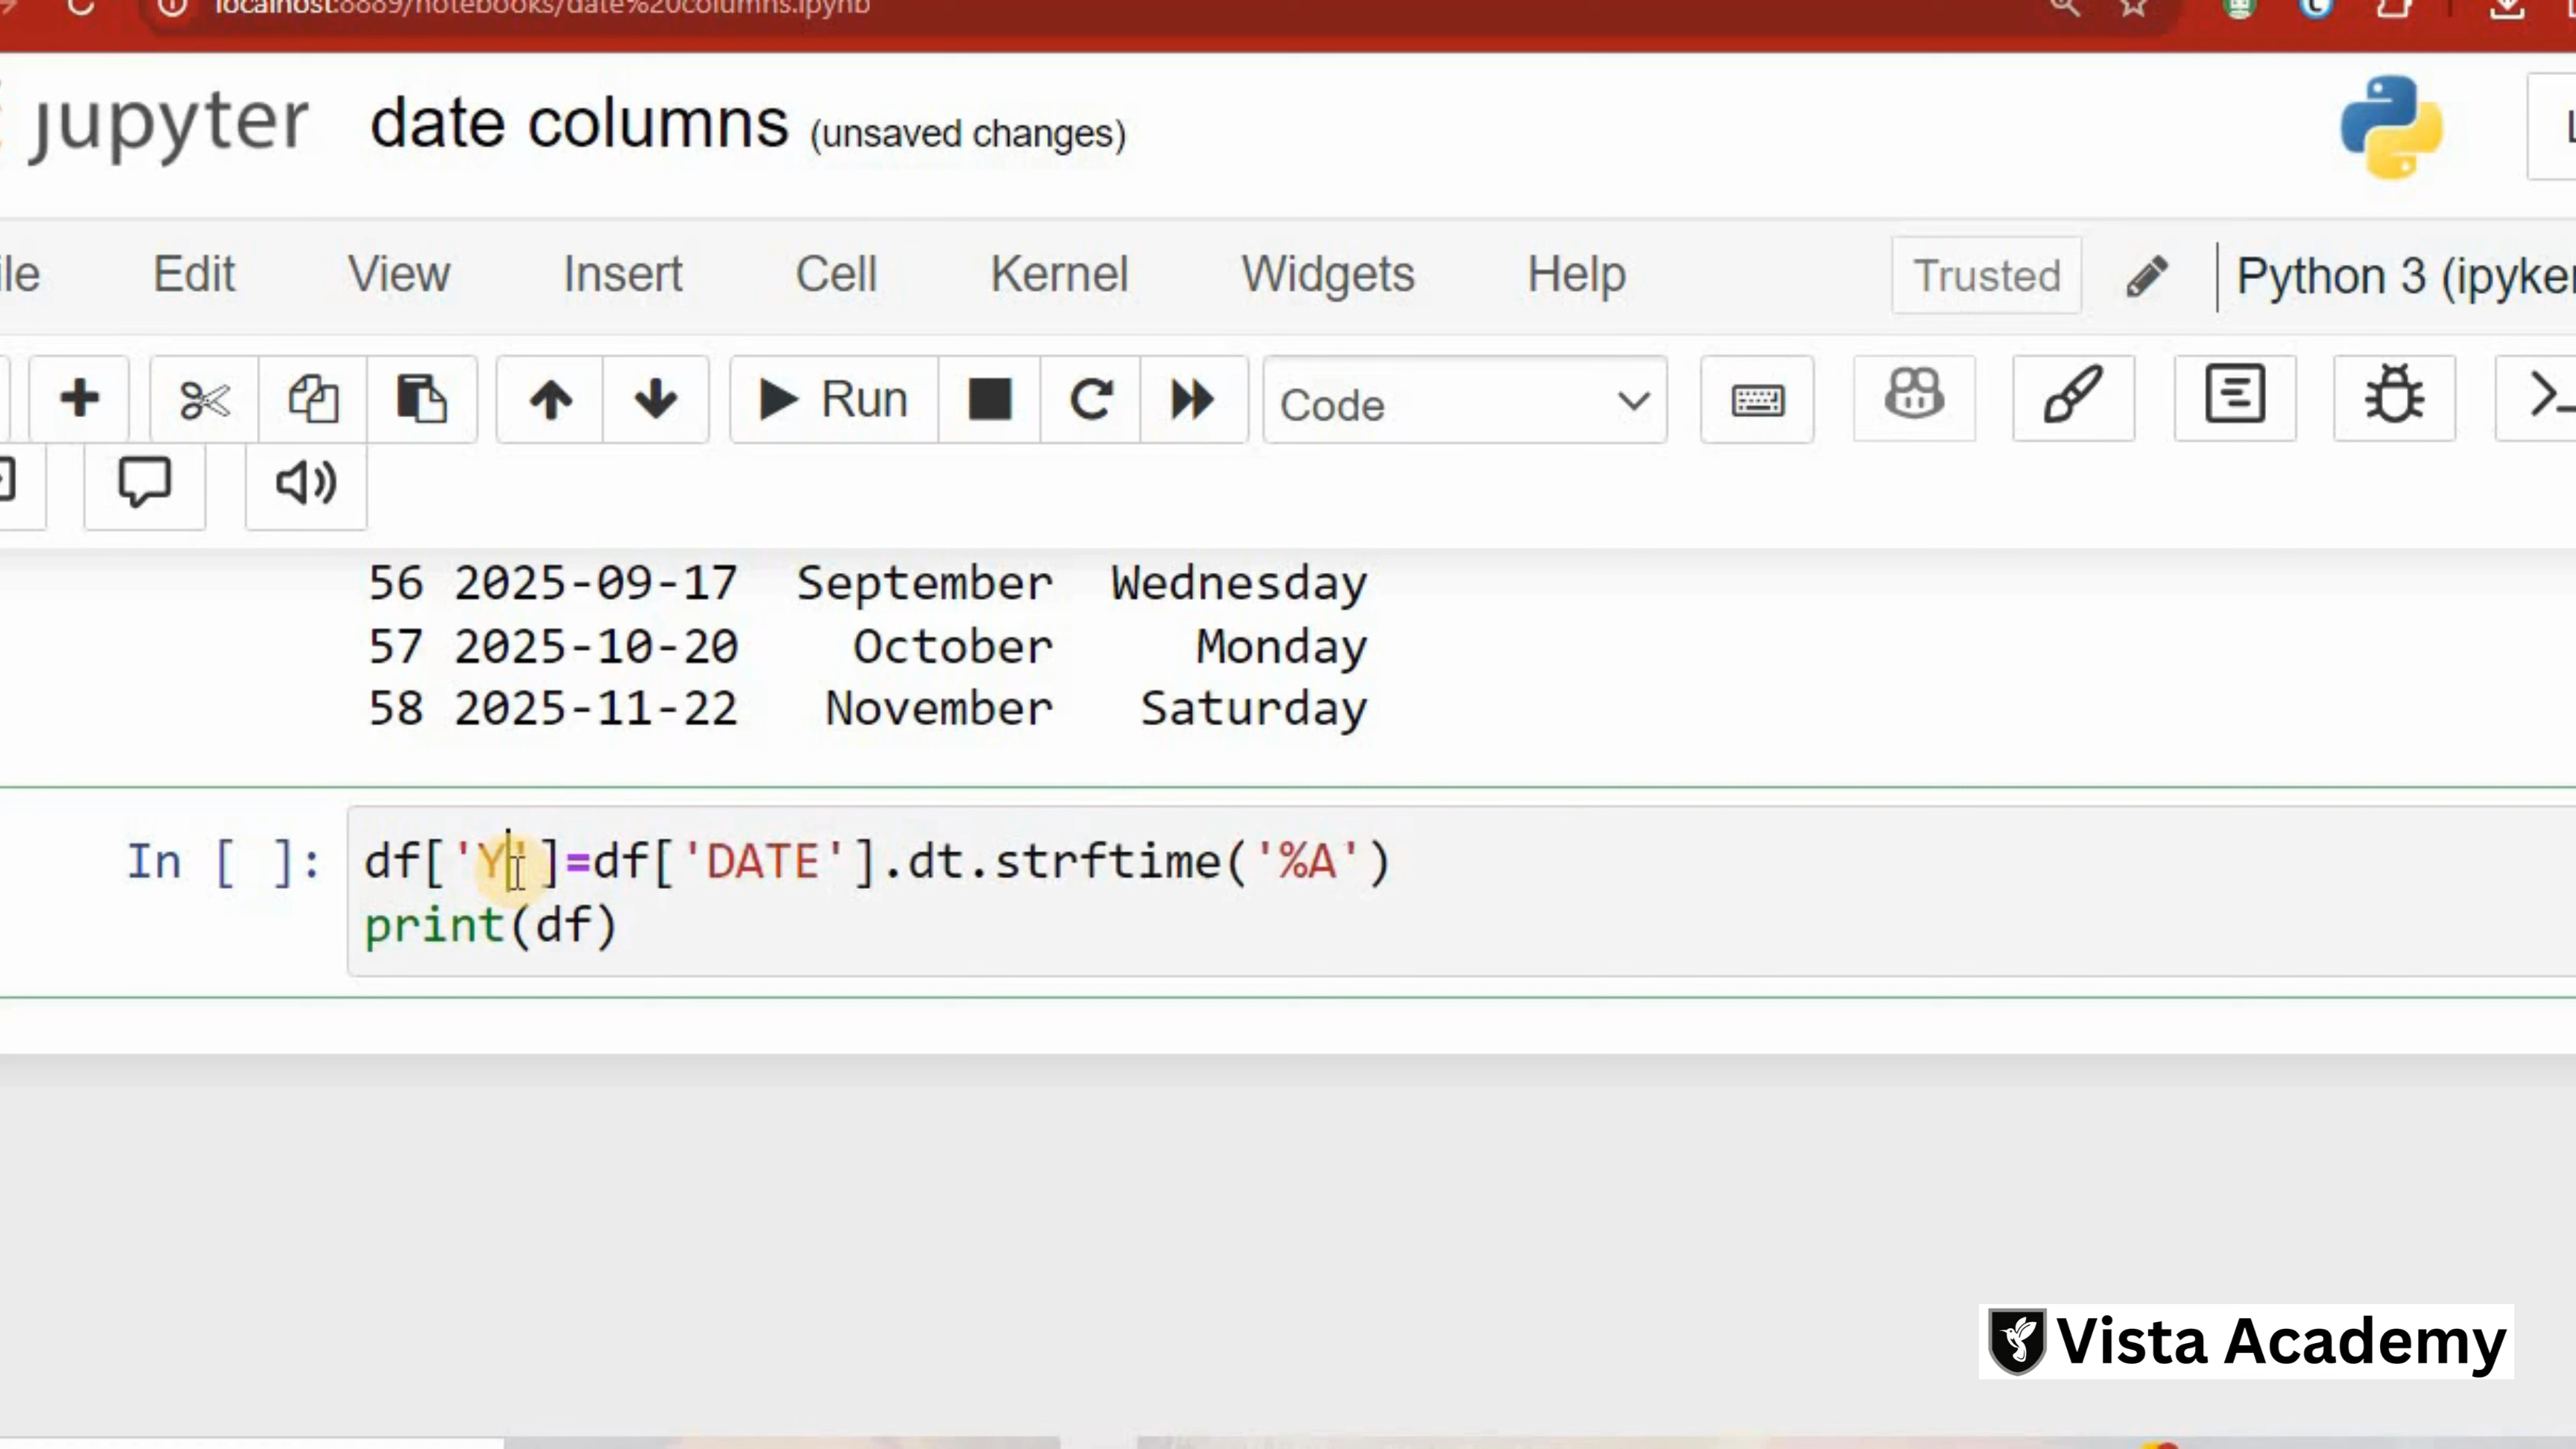 localhost:8889/notebooks/date%20columns.ipynb
jupyter date columns (unsaved changes)
Edit View Insert Cell Kernel Widgets Help Trusted
Python 3
Run Code
56 2025-09-17 September Wednesday
57 2025-10-20 October Monday
58 2025-11-22 November Saturday
In [ ]: df['Y']=df['DATE'].dt.strftime('%A')
print(df)
Vista Academy